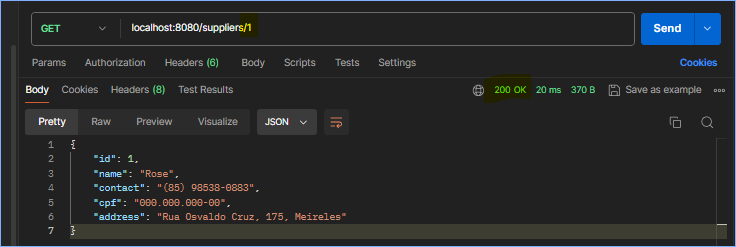 GET localhost:8080/suppliers/1 Send
Params Authorization Headers (6) Body Scripts Tests Settings Cookies
Body Cookies Headers (8) Test Results 200 OK 20 ms 370 B Save as example
Pretty Raw Preview Visualize JSON
1 {
2 "id": 1,
3 "name": "Rose",
4 "contact": "(85) 98538-0883",
5 "cpf": "000.000.000-00",
6 "address": "Rua Osvaldo Cruz, 175, Meireles"
7 }